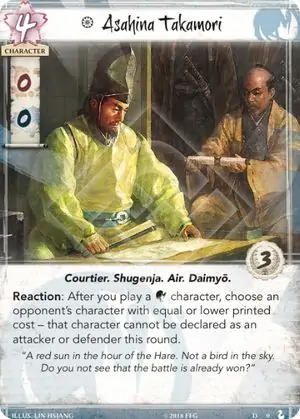 4
Asahina Takamori
CHARACTER
0
0
3
Courtier. Shugenja. Air. Daimyō.
Reaction: After you play a character, choose an
opponent's character with equal or lower printed
cost – that character cannot be declared as an
attacker or defender this round.
"A red sun in the hour of the Hare. Not a bird in the sky.
Do you not see that the battle is already won?"
ILLUS. LIN HSIANG
©2018 FFG
D